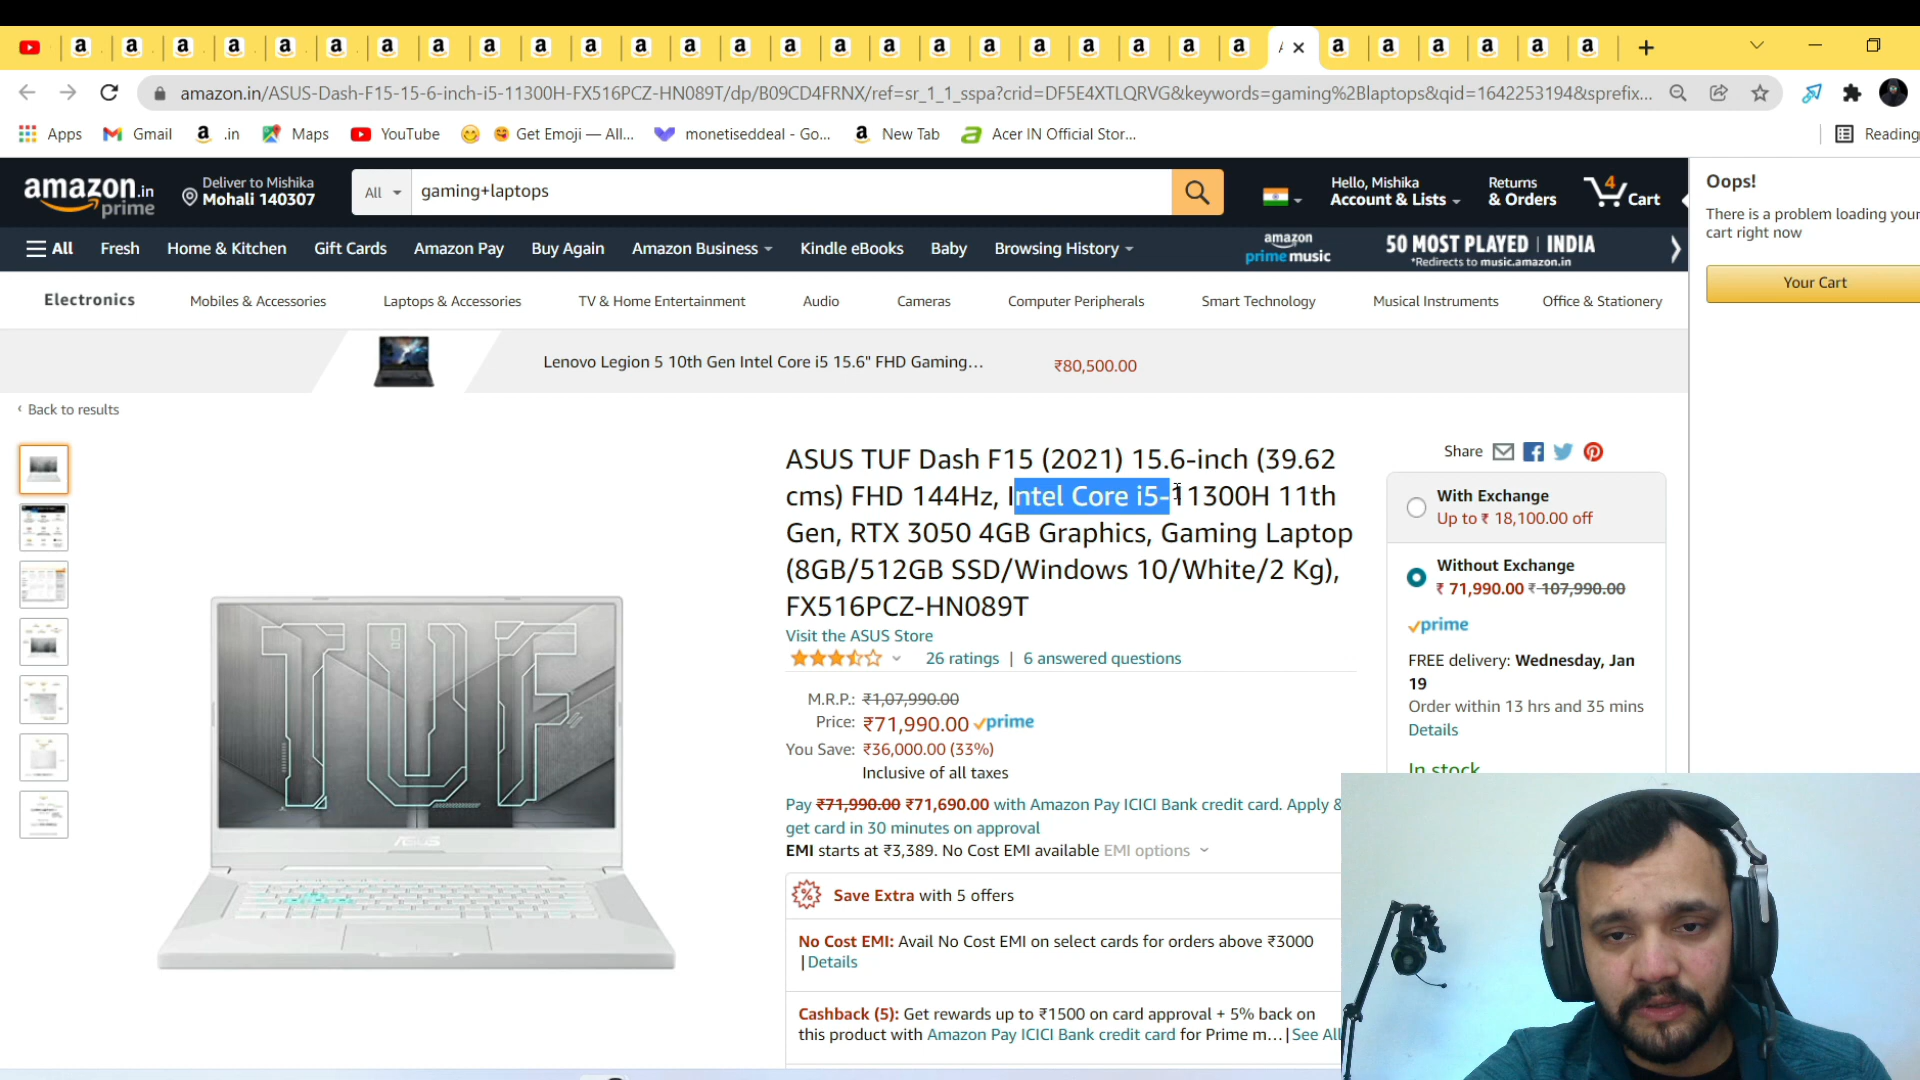 amazon.in/ASUS-Dash-F15-15-6-inch-i5-11300H-FX516PCZ-HN089T/dp/B09CD4FRNX/ref=sr_1_1_sspa?crid=DF5E4XTLQRVG&keywords=gaming%2Blaptops&qid=1642253194&sprefix...
Apps Gmail .in Maps YouTube Get Emoji — All... monetiseddeal - Go... New Tab Acer IN Official Stor... Reading
amazon.in prime
Deliver to Mishika
Mohali 140307
All gaming+laptops
Hello, Mishika
Account & Lists
Returns
& Orders
4 Cart
All Fresh Home & Kitchen Gift Cards Amazon Pay Buy Again Amazon Business Kindle eBooks Baby Browsing History
amazon prime music
50 MOST PLAYED | INDIA
*Redirects to music.amazon.in
Oops!
There is a problem loading your
cart right now
Your Cart
Electronics Mobiles & Accessories Laptops & Accessories TV & Home Entertainment Audio Cameras Computer Peripherals Smart Technology Musical Instruments Office & Stationery
Lenovo Legion 5 10th Gen Intel Core i5 15.6" FHD Gaming... ₹80,500.00
‹ Back to results
TUF
ASUS
ASUS TUF Dash F15 (2021) 15.6-inch (39.62
cms) FHD 144Hz, Intel Core i5-11300H 11th
Gen, RTX 3050 4GB Graphics, Gaming Laptop
(8GB/512GB SSD/Windows 10/White/2 Kg),
FX516PCZ-HN089T
Visit the ASUS Store
26 ratings | 6 answered questions
M.R.P.: ₹1,07,990.00
Price: ₹71,990.00 prime
You Save: ₹36,000.00 (33%)
Inclusive of all taxes
Pay ₹71,990.00 ₹71,690.00 with Amazon Pay ICICI Bank credit card. Apply &
get card in 30 minutes on approval
EMI starts at ₹3,389. No Cost EMI available EMI options
Save Extra with 5 offers
No Cost EMI: Avail No Cost EMI on select cards for orders above ₹3000
| Details
Cashback (5): Get rewards up to ₹1500 on card approval + 5% back on
this product with Amazon Pay ICICI Bank credit card for Prime m... | See All
Share
With Exchange
Up to ₹ 18,100.00 off
Without Exchange
₹ 71,990.00 ₹ 107,990.00
prime
FREE delivery: Wednesday, Jan
19
Order within 13 hrs and 35 mins
Details
In stock